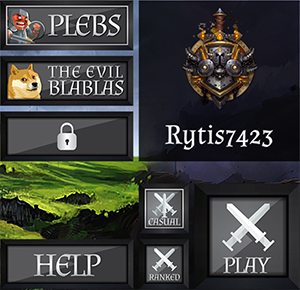 PLEBS
THE EVIL
BLABLAS
Rytis7423
HELP
CASUAL
RANKED
PLAY